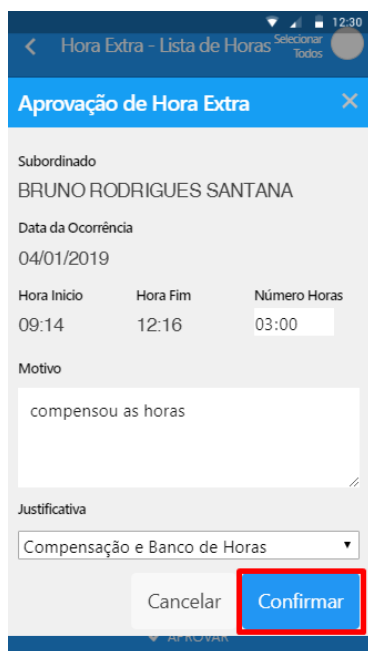 12:30
Hora Extra - Lista de Horas Selecionar
Todos
Aprovação de Hora Extra ×
Subordinado
BRUNO RODRIGUES SANTANA
Data da Ocorrência
04/01/2019
Hora Inicio Hora Fim Número Horas
09:14 12:16 03:00
Motivo
compensou as horas
Justificativa
Compensação e Banco de Horas
Cancelar Confirmar
APROVAR